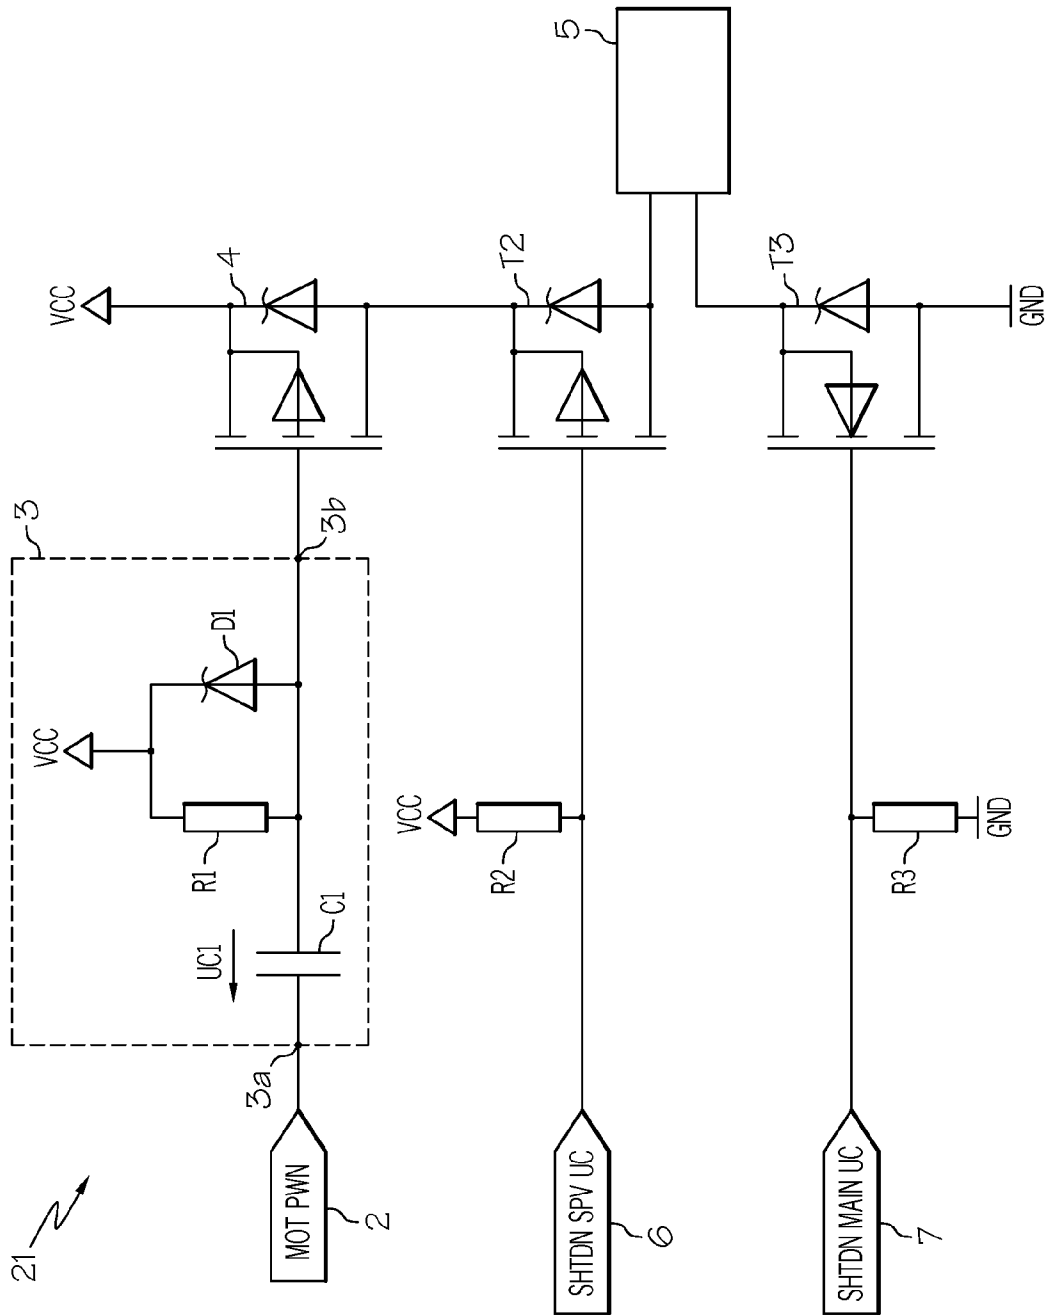 21
MOT PWN
2
3a
3
UC1
C1
R1
VCC
D1
3b
VCC
4
SHTDN SPV UC
6
VCC
R2
T2
5
SHTDN MAIN UC
7
R3
GND
T3
GND